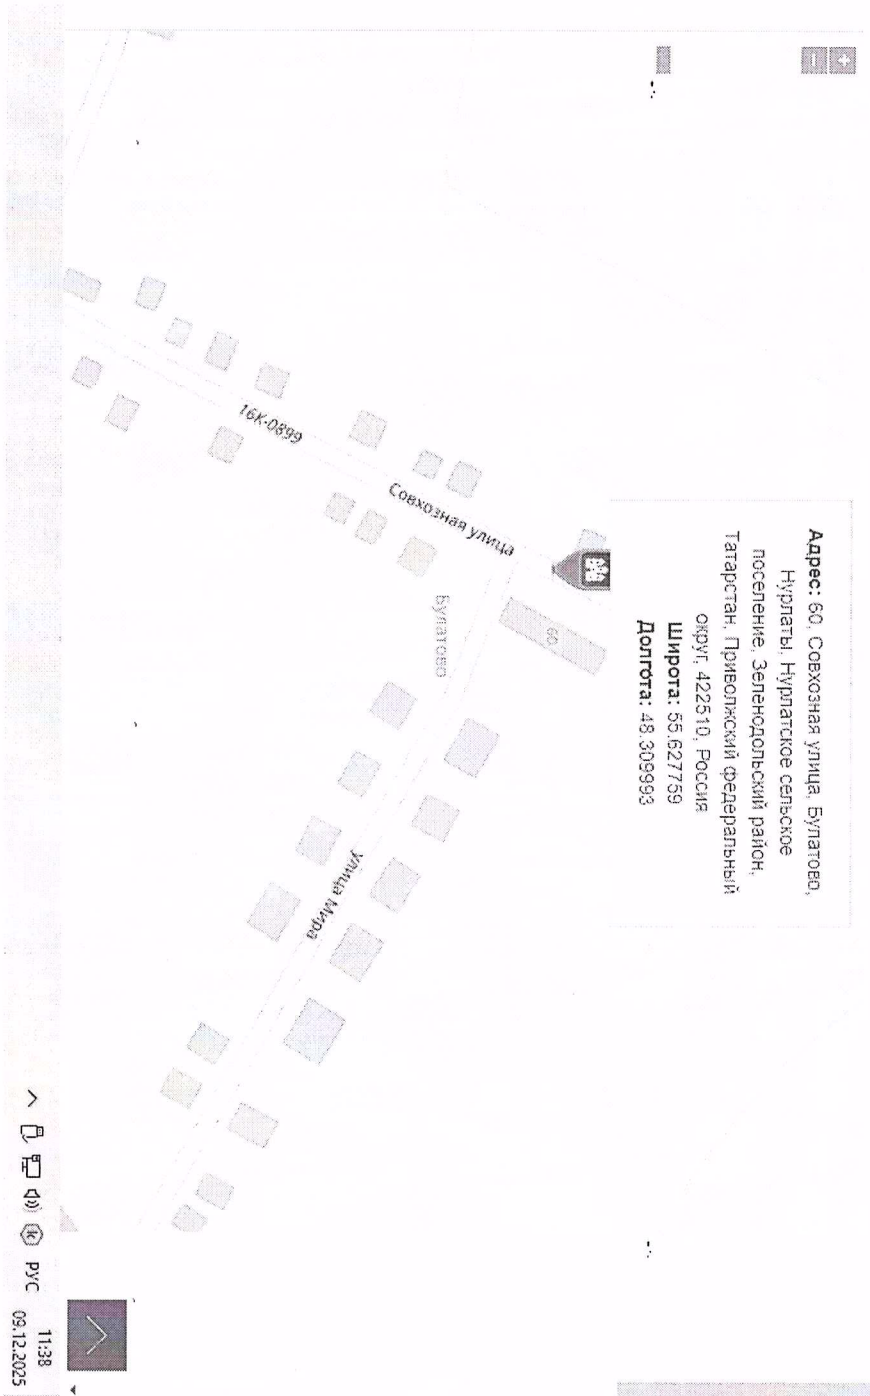 +
−
Адрес: 60, Совхозная улица, Булатово,
Нурлаты, Нурлатское сельское
поселение, Зеленодольский район,
Татарстан, Приволжский федеральный
округ, 422510, Россия
Широта: 55.627759
Долгота: 48.309993
60
Совхозная улица
16К-0899
Булатово
улица Мира
РУС
11:38
09.12.2025